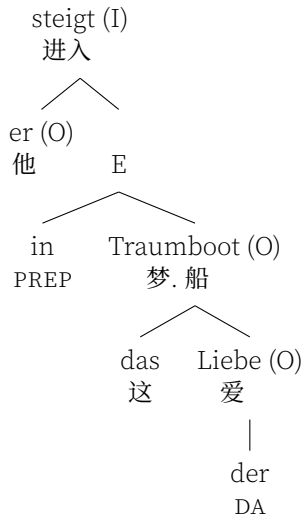 steigt (I)
进入
er (O)
他
E
in
PREP
Traumboot (O)
梦. 船
das
这
Liebe (O)
爱
der
DA